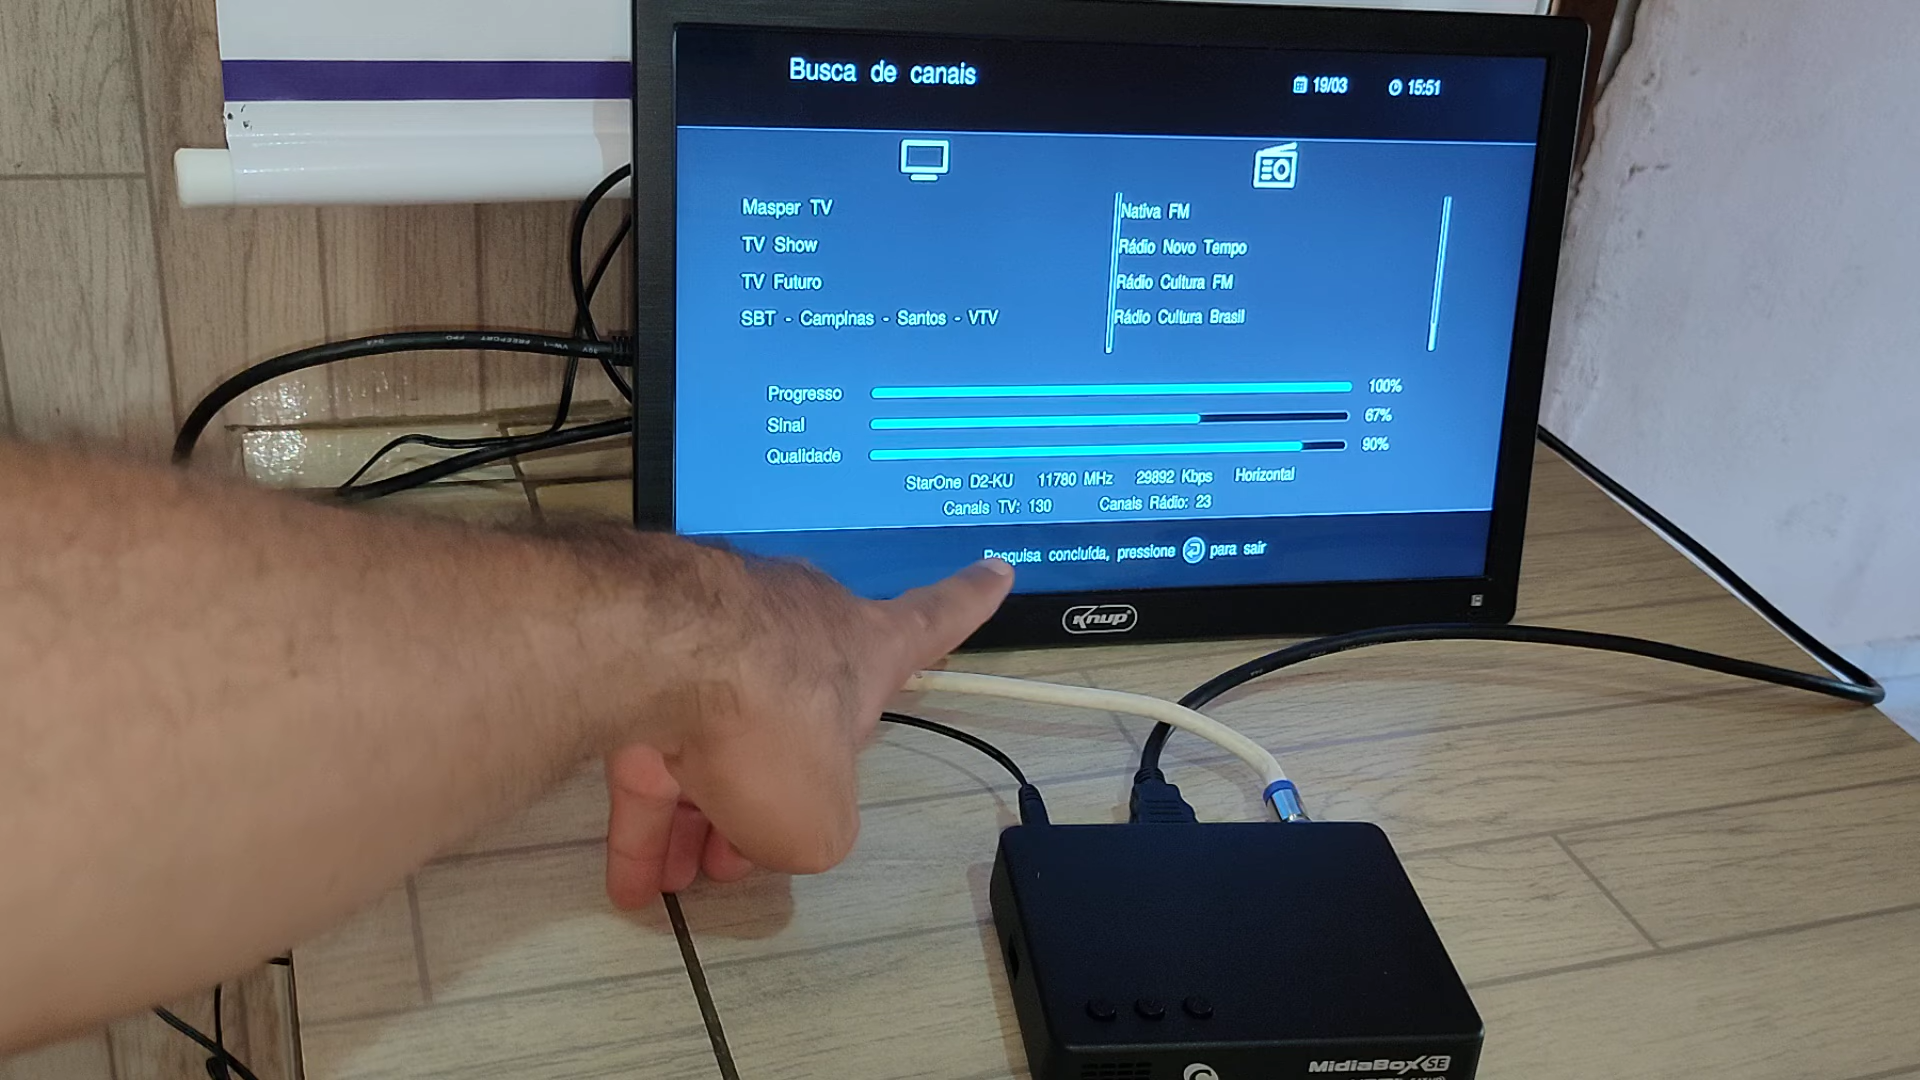 Busca de canais
19/03
15:51
Masper TV
TV Show
TV Futuro
SBT - Campinas - Santos - VTV
Nativa FM
Rádio Novo Tempo
Rádio Cultura FM
Rádio Cultura Brasil
Progresso 100%
Sinal 67%
Qualidade 90%
StarOne D2-KU 11780 MHz 29892 Kbps Horizontal
Canais TV: 130 Canais Rádio: 23
Pesquisa concluída, pressione para sair
Knup
MidiaBox SE